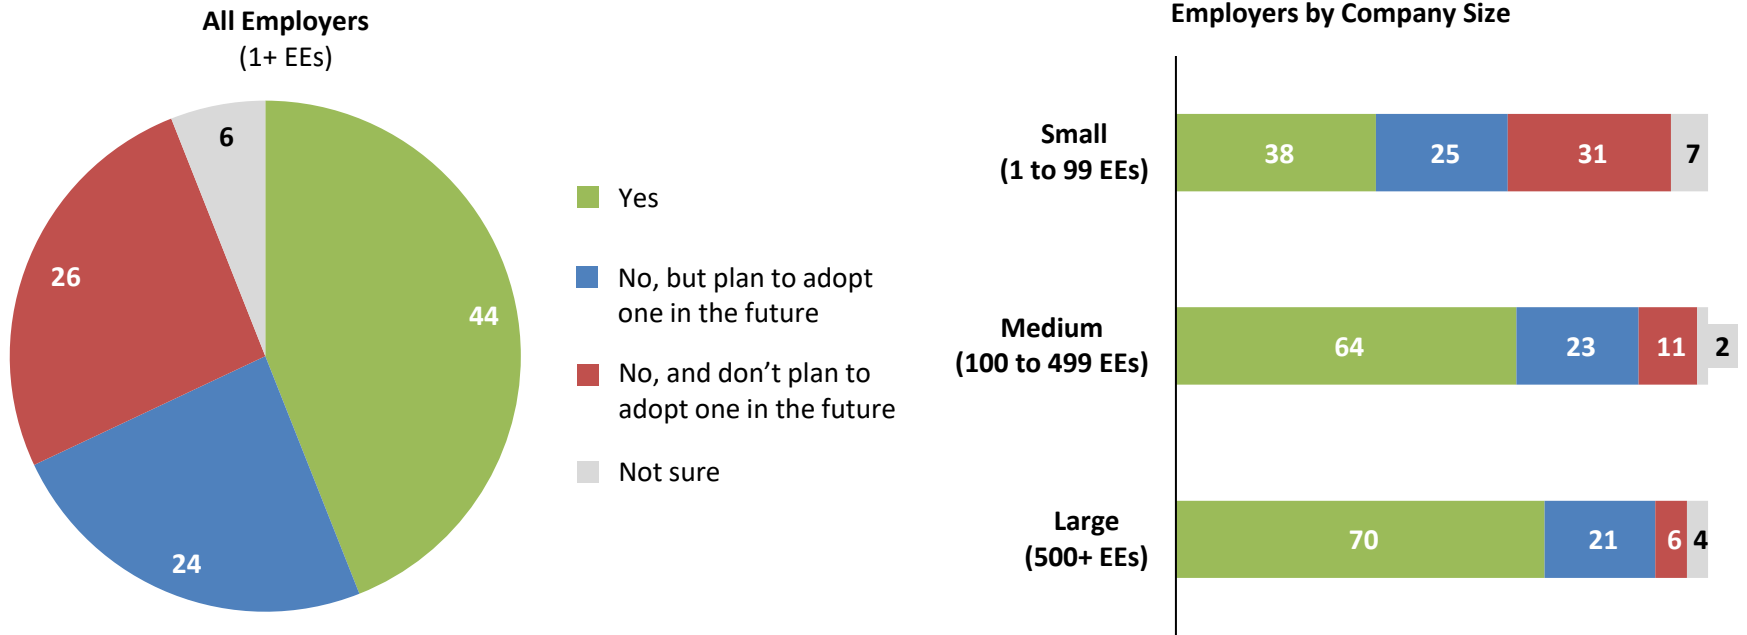 All Employers
(1+ EEs)
6
26
44
24
Yes
No, but plan to adopt
one in the future
No, and don’t plan to
adopt one in the future
Not sure
Employers by Company Size
Small
(1 to 99 EEs)
38 25 31 7
Medium
(100 to 499 EEs)
64 23 11 2
Large
(500+ EEs)
70 21 6 4